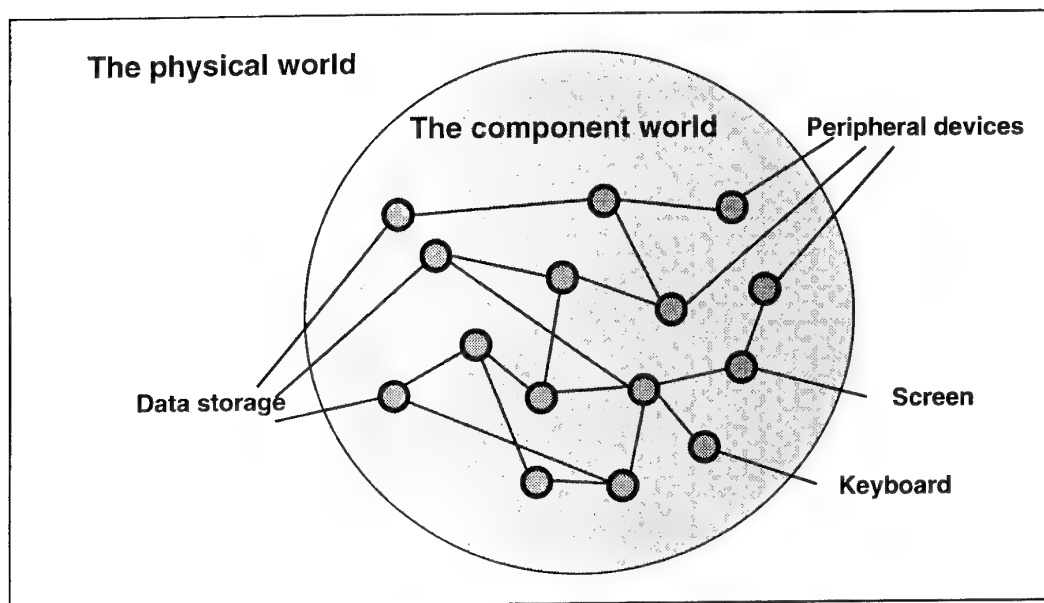 The physical world
The component world
Peripheral devices
Data storage
Screen
Keyboard